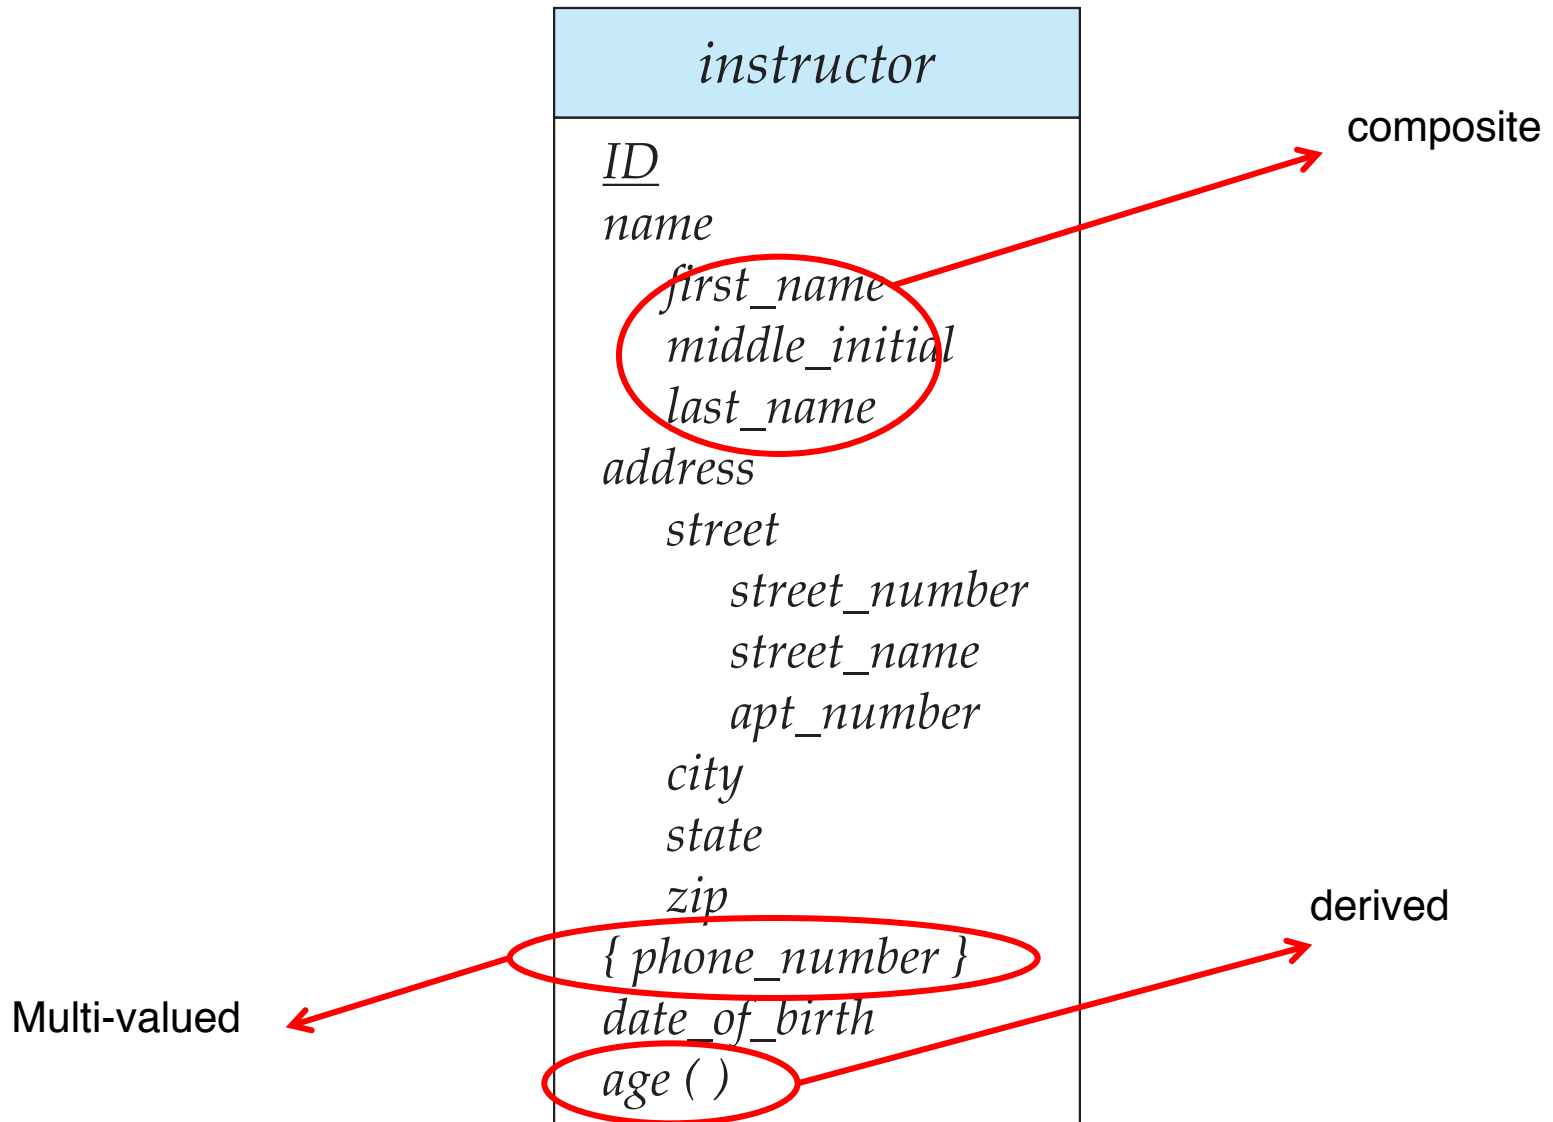 instructor
composite
ID
name
first_name
middle_initial
last_name
address
street
street_number
street_name
apt_number
city
state
zip
derived
{ phone_number }
Multi-valued
date_of_birth
age ( )